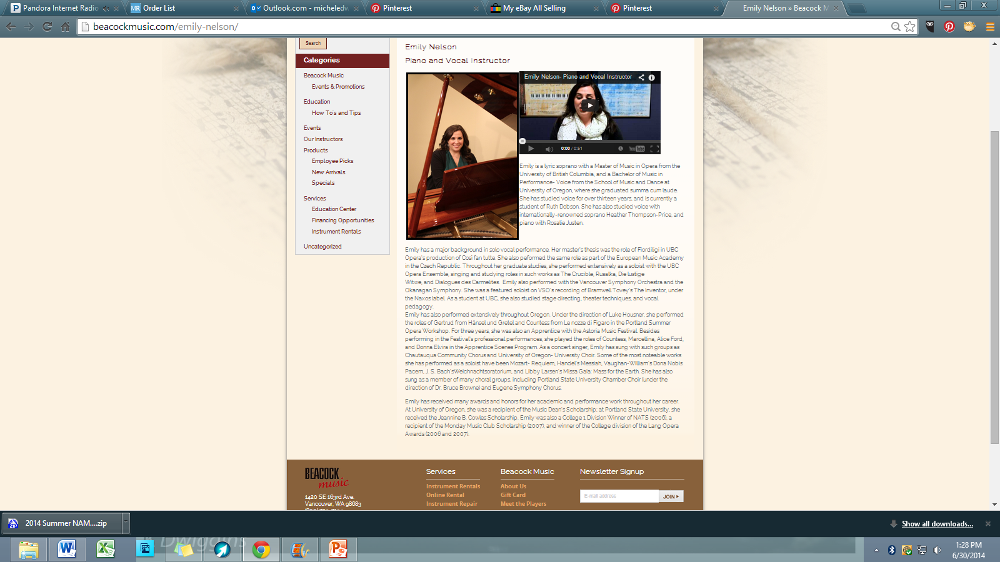 Pandora Internet Radio
Order List
Outlook.com - micheledw
Pinterest
My eBay All Selling
Pinterest
Emily Nelson » Beacock M
beacockmusic.com/emily-nelson/
Search
Categories
Beacock Music
Events & Promotions
Education
How To's and Tips
Events
Our Instructors
Products
Employee Picks
New Arrivals
Specials
Services
Education Center
Financing Opportunities
Instrument Rentals
Uncategorized
Emily Nelson
Piano and Vocal Instructor
Emily Nelson- Piano and Vocal Instructor
0:00 / 0:51
YouTube
Emily is a lyric soprano with a Master of Music in Opera from the
University of British Columbia, and a Bachelor of Music in
Performance- Voice from the School of Music and Dance at
University of Oregon, where she graduated summa cum laude.
She has studied voice for over thirteen years, and is currently a
student of Ruth Dobson. She has also studied voice with
internationally-renowned soprano Heather Thompson-Price, and
piano with Rosalie Justen.
Emily has a major background in solo vocal performance. Her master's thesis was the role of Fiordiligi in UBC
Opera's production of Così fan tutte. She also peformed the same role as part of the European Music Academy
in the Czech Republic. Throughout her graduate studies, she performed extensively as a soloist with the UBC
Opera Ensemble, singing and studying roles in such works as The Crucible, Rusalka, Die lustige
Witwe, and Dialogues des Carmelites. Emily also performed with the Vancouver Symphony Orchestra and the
Okanagan Symphony. She was a featured soloist on VSO's recording of Bramwell Tovey's The Inventor, under
the Naxos label. As a student at UBC, she also studied stage directing, theater techniques, and vocal
pedagogy.
Emily has also performed extensively throughout Oregon. Under the direction of Luke Housner, she performed
the roles of Gertrud from Hänsel und Gretel and Countess from Le nozze di Figaro in the Portland Summer
Opera Workshop. For three years, she was also an Apprentice with the Astoria Music Festival. Besides
performing in the Festival's professional performances, she played the roles of Countess, Marcellina, Alice Ford,
and Donna Elvira in the Apprentice Scenes Program. As a concert singer, Emily has sung with such groups as
Chautauqua Community Chorus and University of Oregon- University Choir. Some of the most noteable works
she has performed as a soloist have been Mozart- Requiem, Handel's Messiah, Vaughan-William's Dona Nobis
Pacem, J. S. Bach'sWeichnachtsoratorium, and Libby Larsen's Missa Gaia: Mass for the Earth. She has also
sung as a member of many choral groups, including Portland State University Chamber Choir (under the
direction of Dr. Bruce Browne) and Eugene Symphony Chorus.
Emily has received many awards and honors for her academic and performance work throughout her career.
At University of Oregon, she was a recipient of the Music Dean's Scholarship; at Portland State University, she
received the Jeannine B. Cowles Scholarship. Emily was also a College 1 Division Winner of NATS (2006), a
recipient of the Monday Music Club Scholarship (2007), and winner of the College division of the Lang Opera
Awards (2006 and 2007).
BEACOCK
music
1420 SE 163rd Ave.
Vancouver, WA 98683
Services
Instrument Rentals
Online Rental
Instrument Repair
Beacock Music
About Us
Gift Card
Meet the Players
Newsletter Signup
E-mail address
JOIN
2014 Summer NAM....zip
Show all downloads...
Dwiggins
1:28 PM
6/30/2014